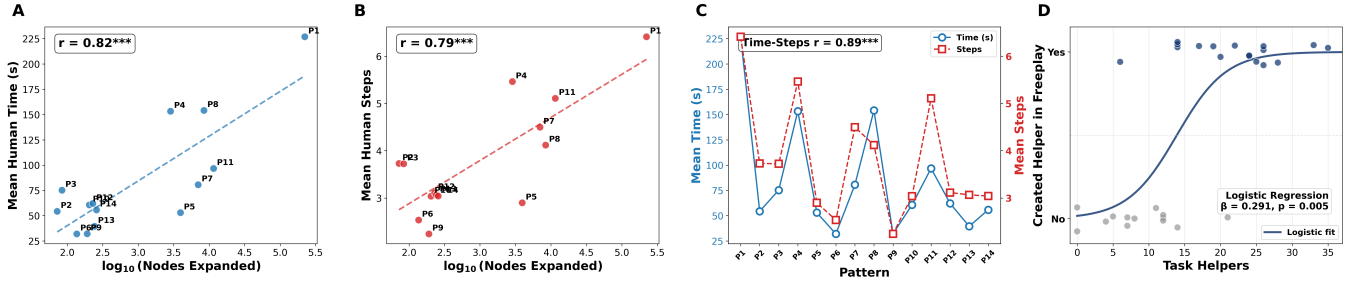 A
r = 0.82***
Mean Human Time (s)
225
200
175
150
125
100
75
50
25
P1
P4
P8
P11
P7
P3
P2
P5
P14
P13
P9
2.0
2.5
3.0
3.5
4.0
4.5
5.0
5.5
log₁₀ (Nodes Expanded)
B
r = 0.79***
Mean Human Steps
6
5
4
3
P1
P4
P11
P7
P8
P5
P6
P9
2.0
2.5
3.0
3.5
4.0
4.5
5.0
5.5
log₁₀ (Nodes Expanded)
C
Time-Steps r = 0.89***
Time (s)
Steps
Mean Time (s)
225
200
175
150
125
100
75
50
25
6
5
4
3
Mean Steps
P1
P2
P3
P4
P5
P6
P7
P8
P9
P10
P11
P12
P13
P14
Pattern
D
Created Helper in Freeplay
Yes
No
Logistic Regression
β = 0.291, p = 0.005
Logistic fit
0
5
10
15
20
25
30
35
Task Helpers